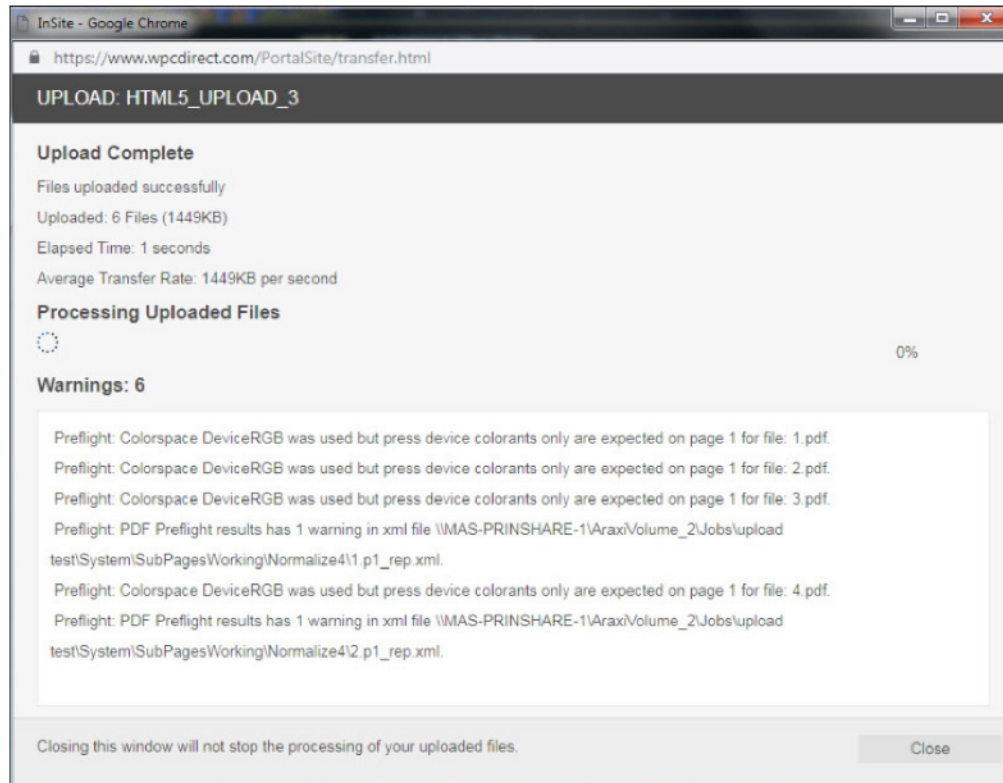 InSite - Google Chrome
https://www.wpcdirect.com/PortalSite/transfer.html
UPLOAD: HTML5_UPLOAD_3
Upload Complete
Files uploaded successfully
Uploaded: 6 Files (1449KB)
Elapsed Time: 1 seconds
Average Transfer Rate: 1449KB per second
Processing Uploaded Files
0%
Warnings: 6
Preflight: Colorspace DeviceRGB was used but press device colorants only are expected on page 1 for file: 1.pdf.
Preflight: Colorspace DeviceRGB was used but press device colorants only are expected on page 1 for file: 2.pdf.
Preflight: Colorspace DeviceRGB was used but press device colorants only are expected on page 1 for file: 3.pdf.
Preflight: PDF Preflight results has 1 warning in xml file \\MAS-PRINSHARE-1\AraxiVolume_2\Jobs\upload
test\System\SubPagesWorking\Normalize4\1.p1_rep.xml.
Preflight: Colorspace DeviceRGB was used but press device colorants only are expected on page 1 for file: 4.pdf.
Preflight: PDF Preflight results has 1 warning in xml file \\MAS-PRINSHARE-1\AraxiVolume_2\Jobs\upload
test\System\SubPagesWorking\Normalize4\2.p1_rep.xml.
Closing this window will not stop the processing of your uploaded files.
Close